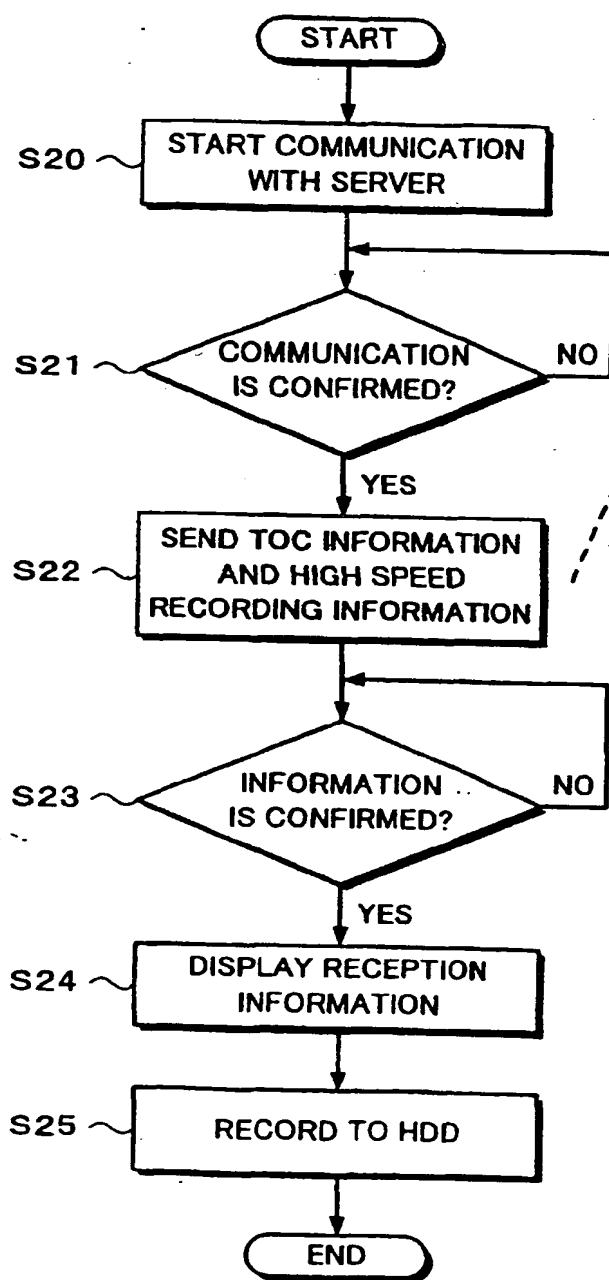 START
S20
START COMMUNICATION
WITH SERVER
S21
COMMUNICATION
IS CONFIRMED?
NO
YES
S22
SEND TOC INFORMATION
AND HIGH SPEED
RECORDING INFORMATION
S23
INFORMATION
IS CONFIRMED?
NO
YES
S24
DISPLAY RECEPTION
INFORMATION
S25
RECORD TO HDD
END